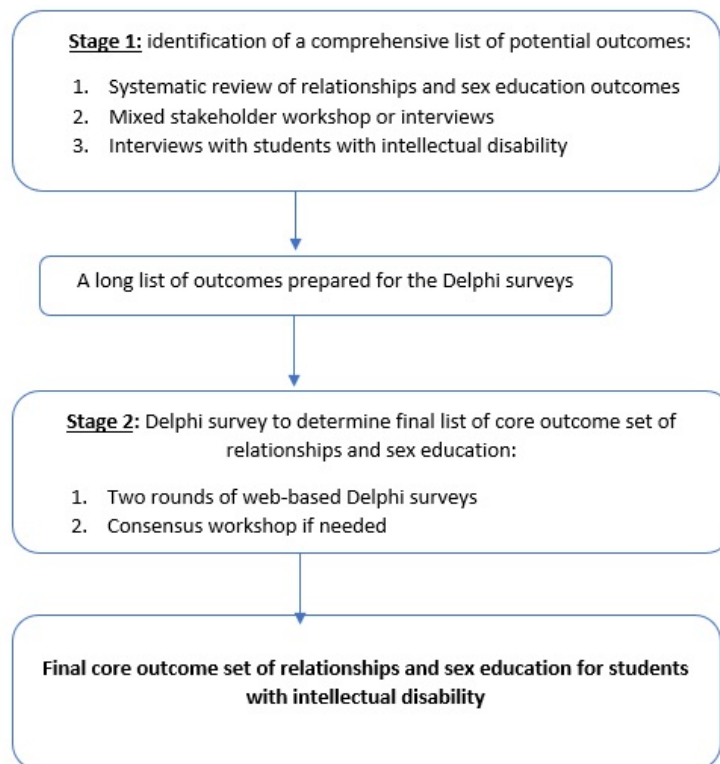 Stage 1: identification of a comprehensive list of potential outcomes:
1. Systematic review of relationships and sex education outcomes
2. Mixed stakeholder workshop or interviews
3. Interviews with students with intellectual disability
A long list of outcomes prepared for the Delphi surveys
Stage 2: Delphi survey to determine final list of core outcome set of
relationships and sex education:
1. Two rounds of web-based Delphi surveys
2. Consensus workshop if needed
Final core outcome set of relationships and sex education for students
with intellectual disability